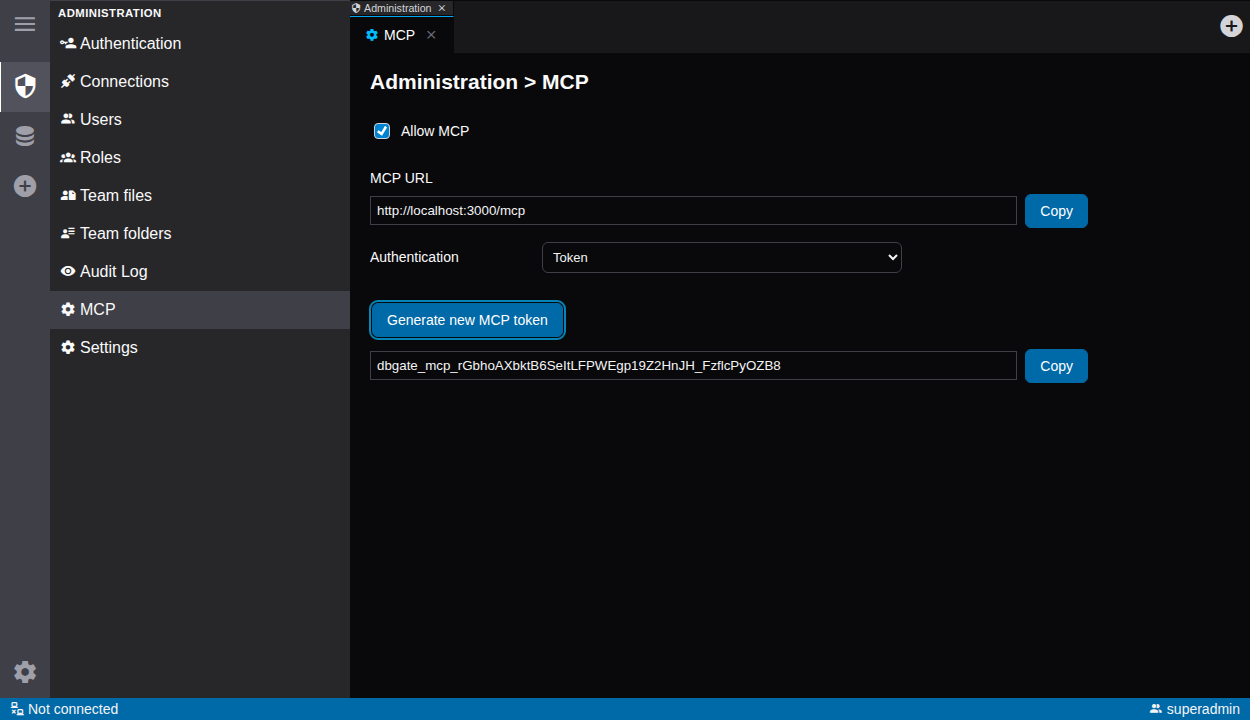 ADMINISTRATION
Authentication
Connections
Users
Roles
Team files
Team folders
Audit Log
MCP
Settings
Administration
MCP
Administration > MCP
Allow MCP
MCP URL
http://localhost:3000/mcp
Copy
Authentication
Token
Generate new MCP token
dbgate_mcp_rGbhoAXbktB6SeItLFPWEgp19Z2HnJH_FzflcPyOZB8
Copy
Not connected
superadmin